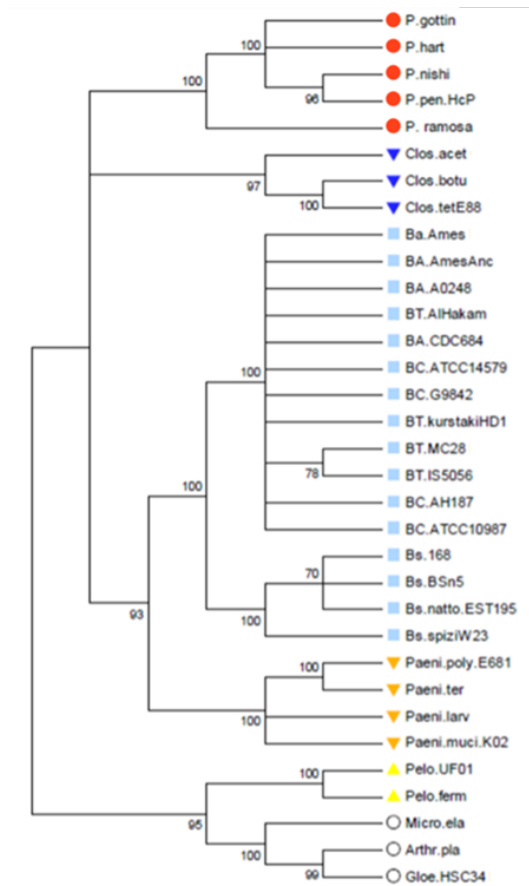 P.gottin
100
P.hart
P.nishi
100
96
P.pen.HcP
P. ramosa
Clos.acet
97
Clos.botu
100
Clos.tetE88
Ba.Ames
BA.AmesAnc
BA.A0248
BT.AlHakam
BA.CDC684
100
BC.ATCC14579
BC.G9842
BT.kurstakiHD1
BT.MC28
78
BT.IS5056
100
BC.AH187
BC.ATCC10987
Bs.168
70
Bs.BSn5
93
100
Bs.natto.EST195
Bs.spiziW23
100
Paeni.poly.E681
Paeni.ter
100
Paeni.larv
Paeni.muci.K02
100
Pelo.UF01
Pelo.ferm
95
Micro.ela
100
Arthr.pla
99
Gloe.HSC34